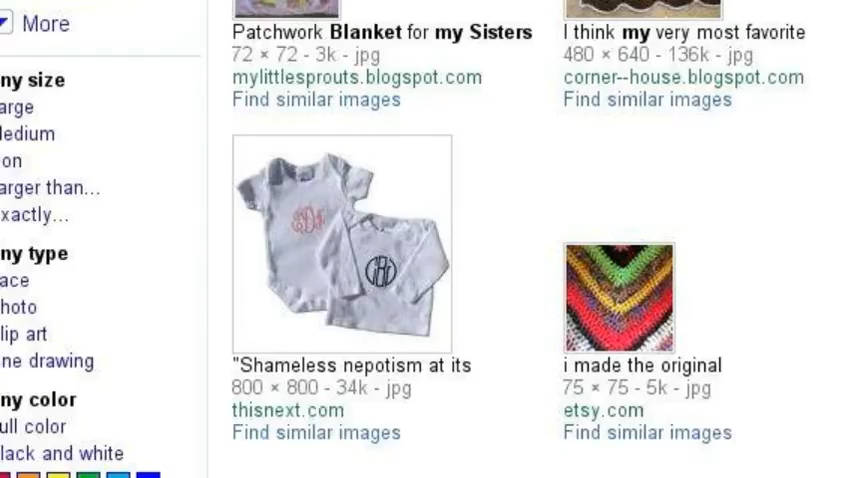 More
ny size
arge
ledium
on
arger than...
xactly...
ny type
ace
hoto
lip art
ne drawing
ny color
ull color
lack and white
Patchwork Blanket for my Sisters
72 × 72 - 3k - jpg
mylittlesprouts.blogspot.com
Find similar images
I think my very most favorite
480 × 640 - 136k - jpg
corner--house.blogspot.com
Find similar images
"Shameless nepotism at its
800 × 800 - 34k - jpg
thisnext.com
Find similar images
i made the original
75 × 75 - 5k - jpg
etsy.com
Find similar images